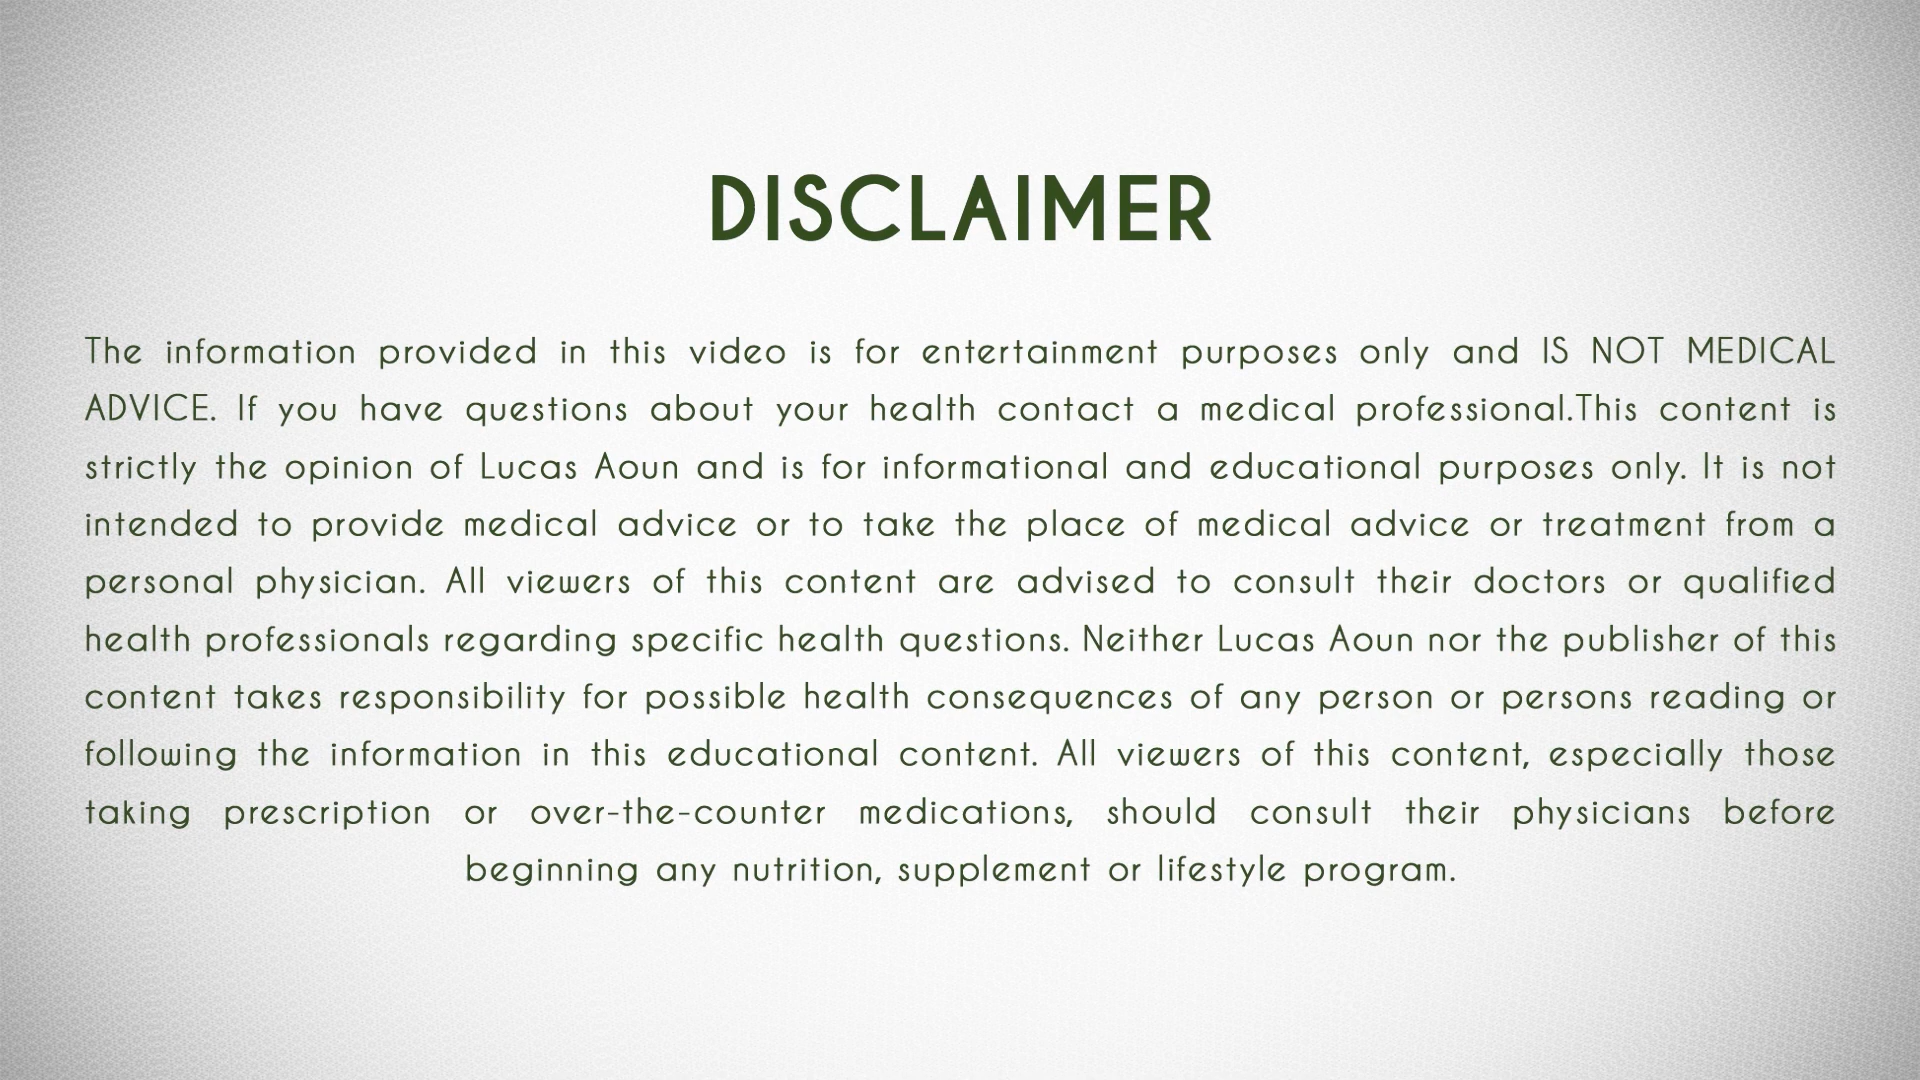 DISCLAIMER
The information provided in this video is for entertainment purposes only and IS NOT MEDICAL
ADVICE. If you have questions about your health contact a medical professional.This content is
strictly the opinion of Lucas Aoun and is for informational and educational purposes only. It is not
intended to provide medical advice or to take the place of medical advice or treatment from a
personal physician. All viewers of this content are advised to consult their doctors or qualified
health professionals regarding specific health questions. Neither Lucas Aoun nor the publisher of this
content takes responsibility for possible health consequences of any person or persons reading or
following the information in this educational content. All viewers of this content, especially those
taking prescription or over-the-counter medications, should consult their physicians before
beginning any nutrition, supplement or lifestyle program.